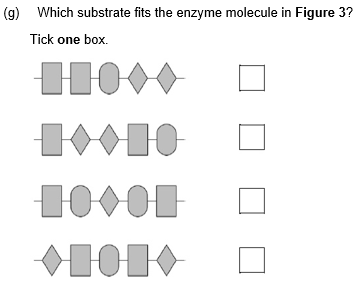 (g) Which substrate fits the enzyme molecule in Figure 3?
Tick one box.